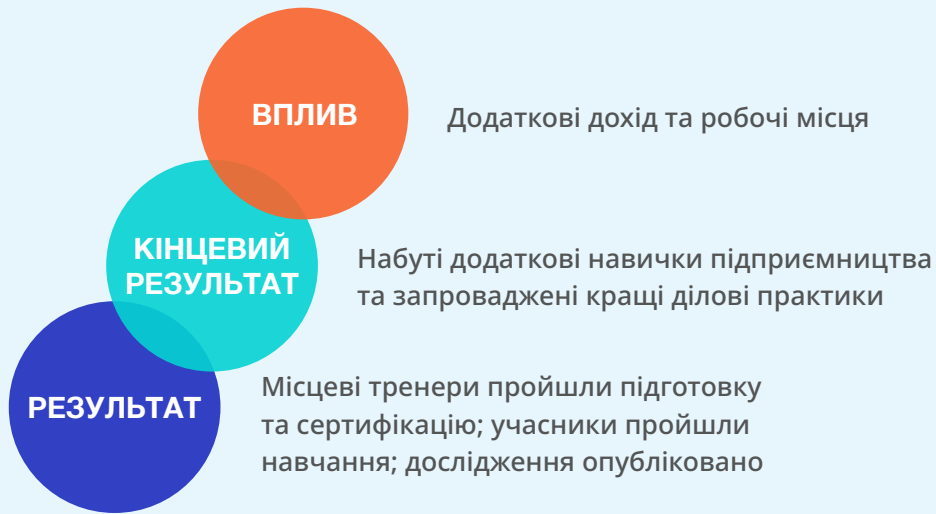 ВПЛИВ
Додаткові дохід та робочі місця
КІНЦЕВИЙ
РЕЗУЛЬТАТ
Набуті додаткові навички підприємництва
та запроваджені кращі ділові практики
РЕЗУЛЬТАТ
Місцеві тренери пройшли підготовку
та сертифікацію; учасники пройшли
навчання; дослідження опубліковано